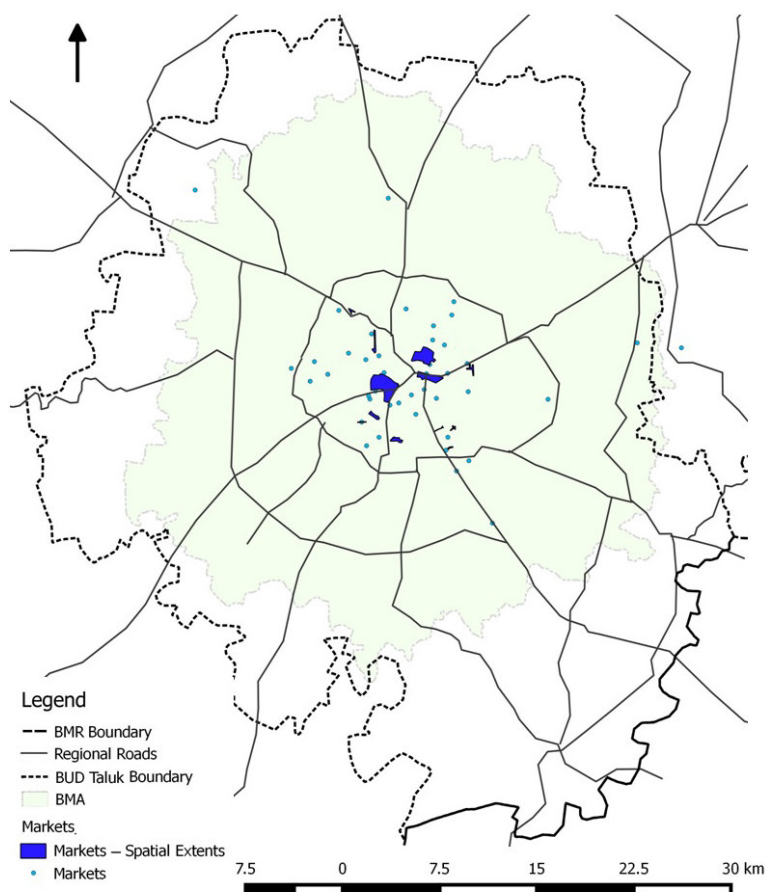 Legend
BMR Boundary
Regional Roads
BUD Taluk Boundary
BMA
Markets
Markets – Spatial Extents
Markets
7.5 0 7.5 15 22.5 30 km